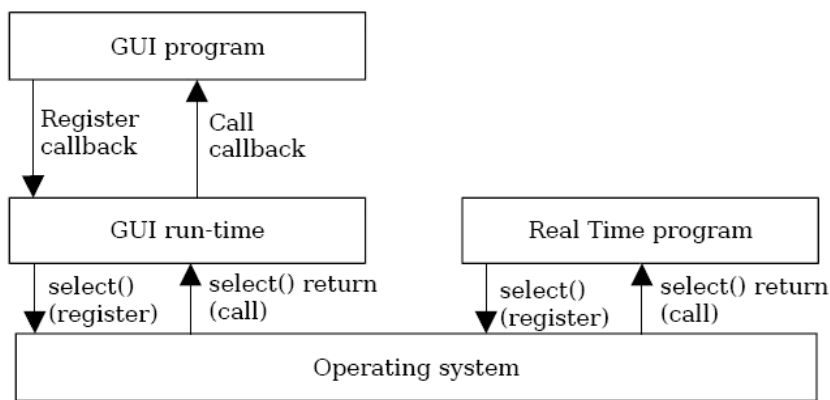 GUI program
Register
callback
Call
callback
GUI run-time
Real Time program
select()
(register)
select() return
(call)
select()
(register)
select() return
(call)
Operating system